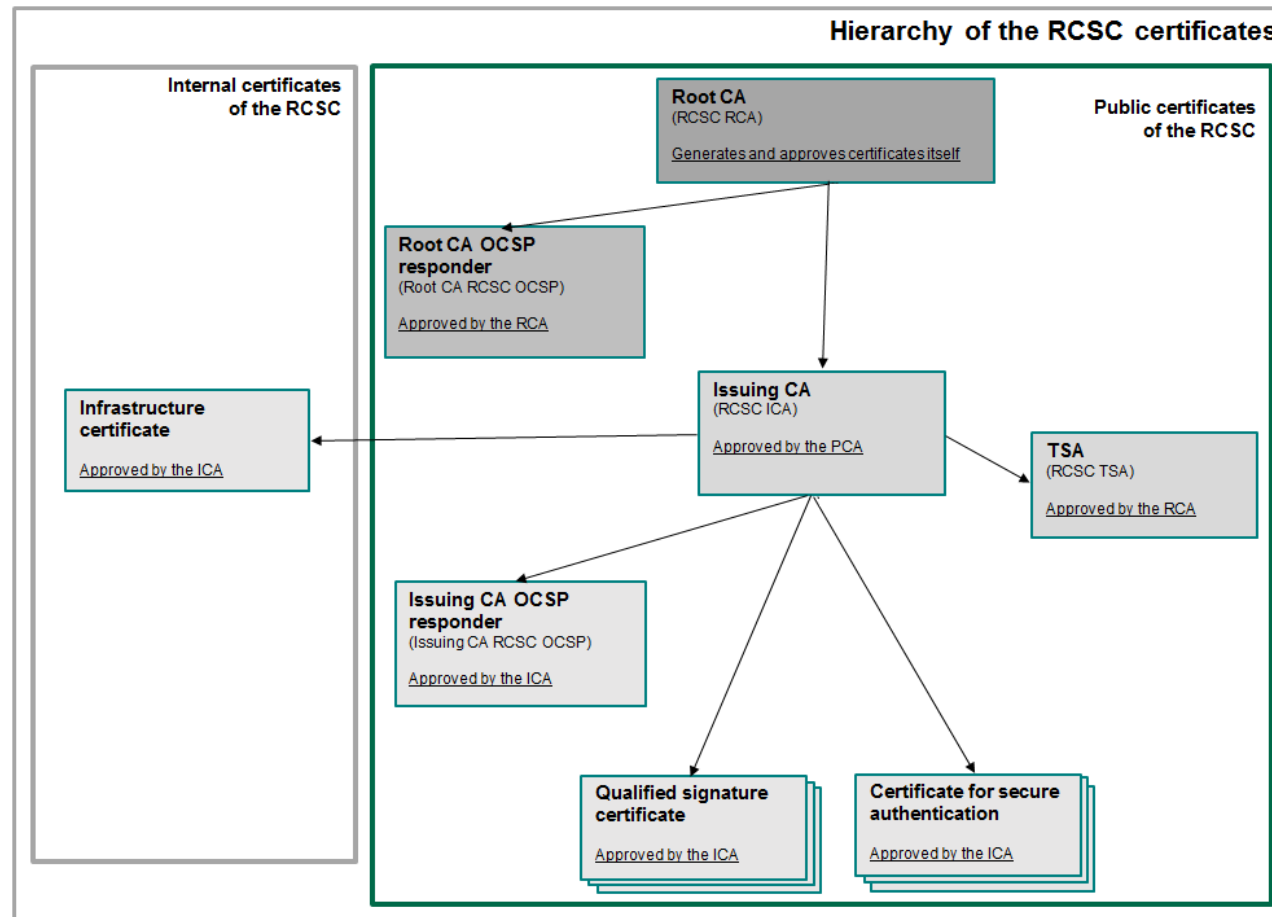 Hierarchy of the RCSC certificates
Internal certificates
of the RCSC
Public certificates
of the RCSC
Root CA
(RCSC RCA)
Generates and approves certificates itself
Root CA OCSP
responder
(Root CA RCSC OCSP)
Approved by the RCA
Issuing CA
(RCSC ICA)
Approved by the PCA
Infrastructure
certificate
Approved by the ICA
TSA
(RCSC TSA)
Approved by the RCA
Issuing CA OCSP
responder
(Issuing CA RCSC OCSP)
Approved by the ICA
Qualified signature
certificate
Approved by the ICA
Certificate for secure
authentication
Approved by the ICA